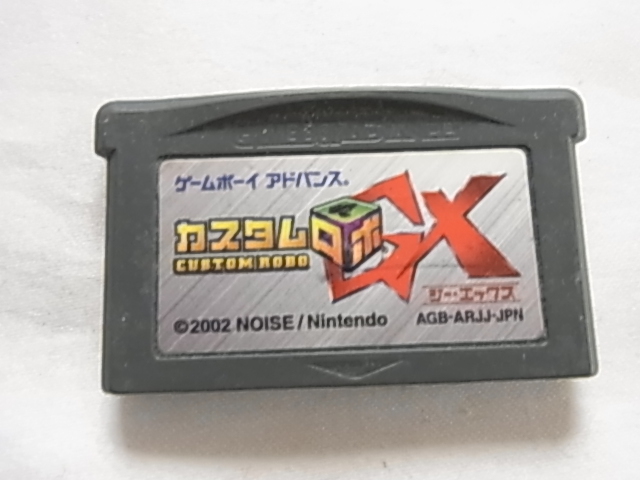 ゲームボーイ アドバンス®
カスタムロボ GX
CUSTOM ROBO
ジー・エックス
©2002 NOISE/Nintendo AGB-ARJJ-JPN